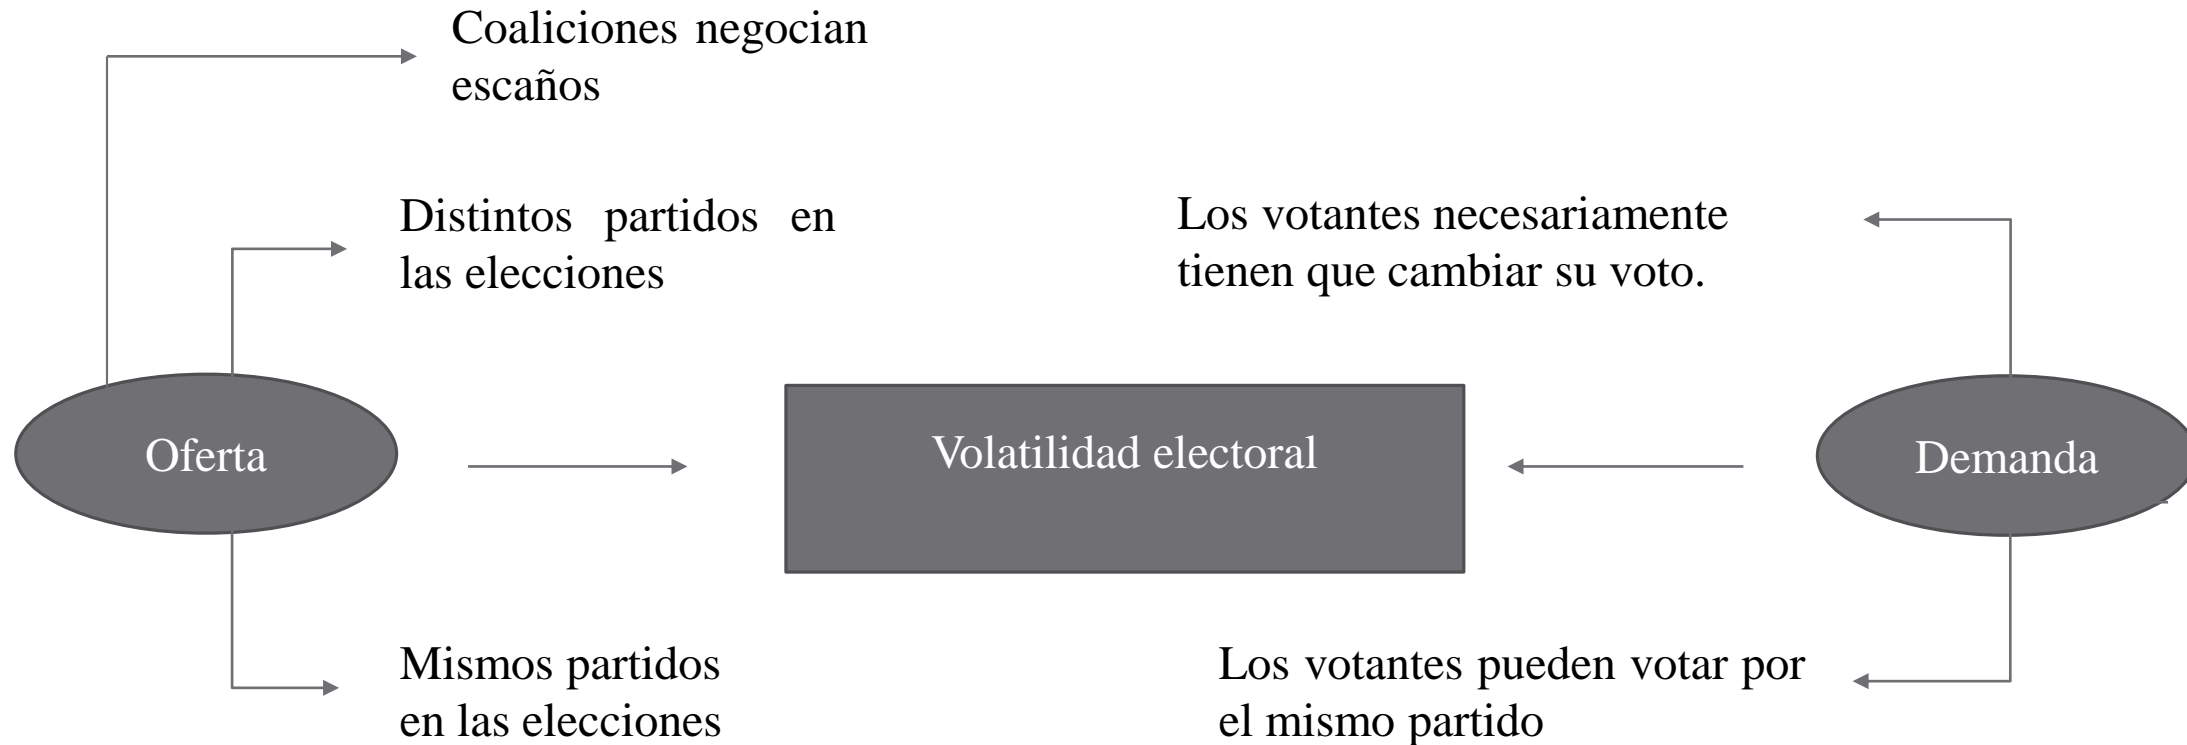 Coaliciones negocian
escaños
Distintos partidos en
las elecciones
Los votantes necesariamente
tienen que cambiar su voto.
Oferta
Volatilidad electoral
Demanda
Mismos partidos
en las elecciones
Los votantes pueden votar por
el mismo partido